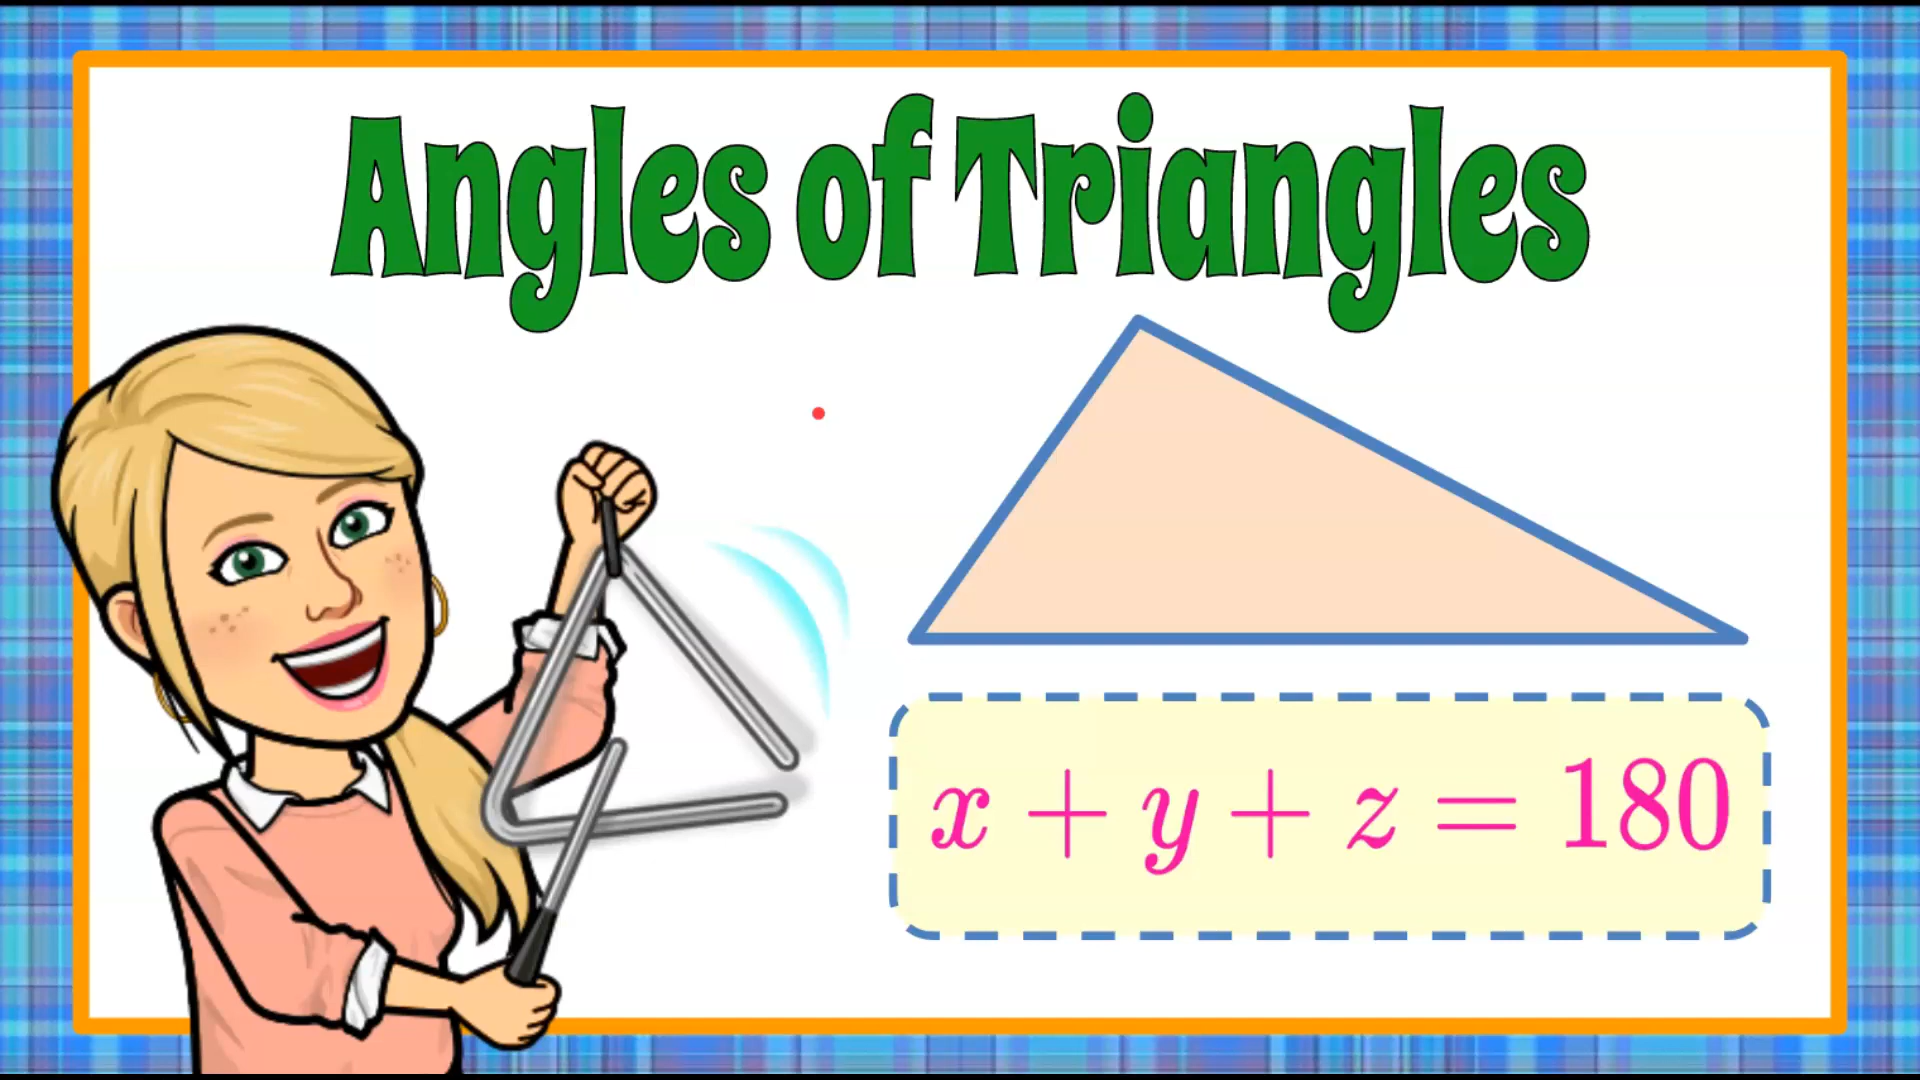 Angles of Triangles
x + y + z = 180